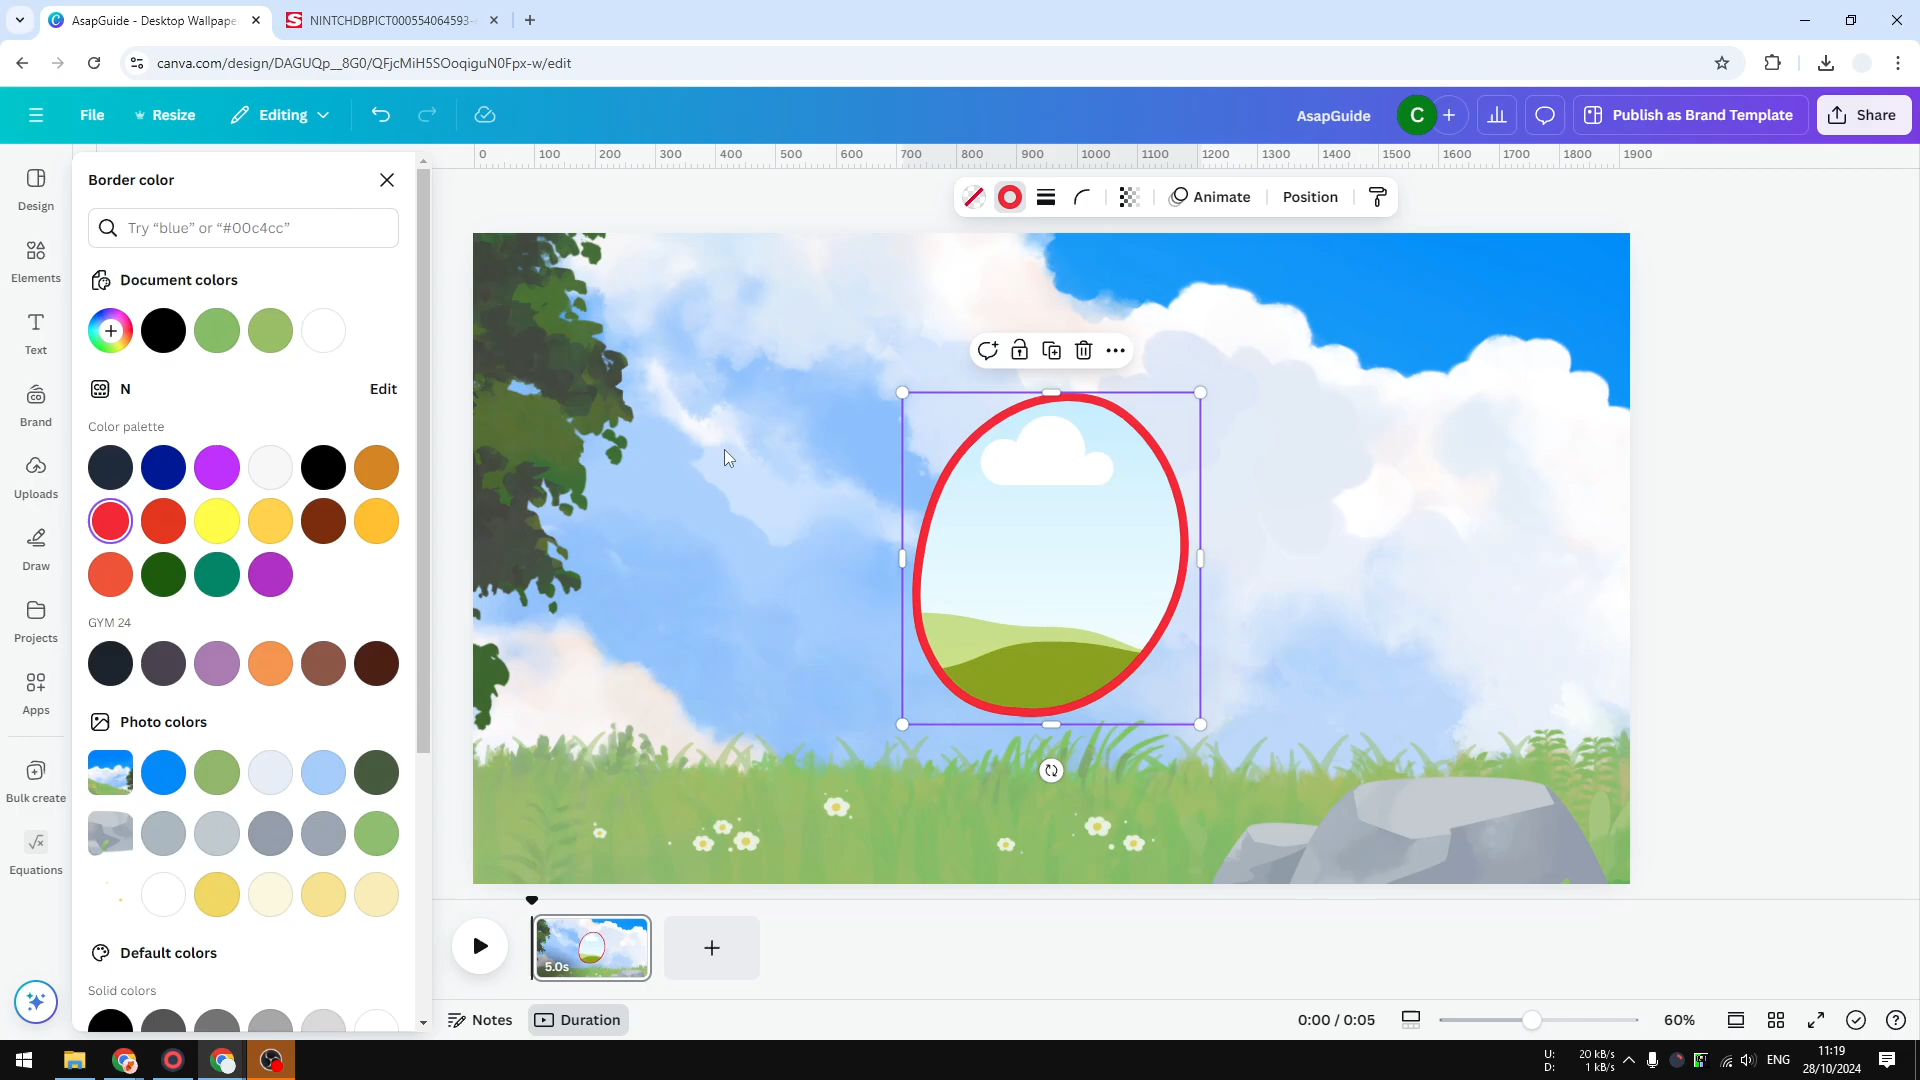 AsapGuide - Desktop Wallpape
NINTCHDBPICT000554064593-
canva.com/design/DAGUQp__8G0/QFjcMiH5SOoqiguN0Fpx-w/edit
File
Resize
Editing
AsapGuide
C
Publish as Brand Template
Share
Design
Elements
Text
Brand
Uploads
Draw
Projects
Apps
Bulk create
Equations
Border color
Try “blue” or “#00c4cc”
Document colors
N
Edit
Color palette
GYM 24
Photo colors
Default colors
Solid colors
0 100 200 300 400 500 600 700 800 900 1000 1100 1200 1300 1400 1500 1600 1700 1800 1900
Animate
Position
5.0s
Notes
Duration
0:00 / 0:05
60%
U: 20 kB/s
D: 1 kB/s
ENG
11:19
28/10/2024